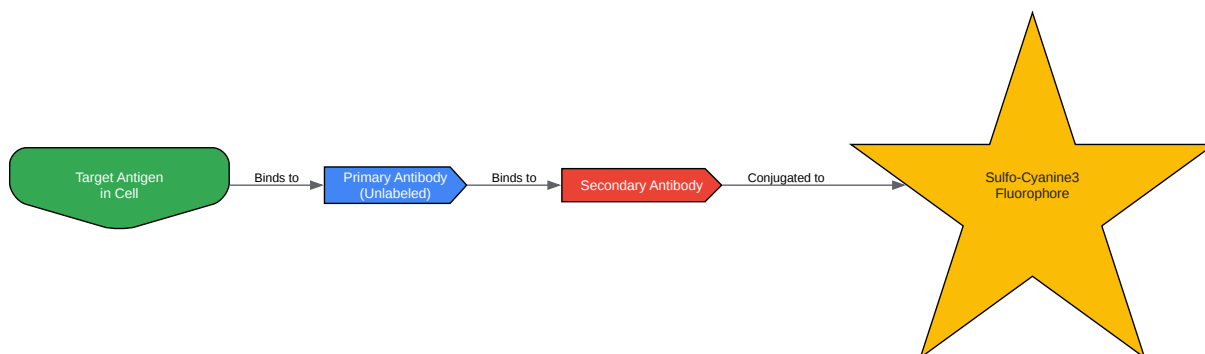 Target Antigen
in Cell
Binds to
Primary Antibody
(Unlabeled)
Binds to
Secondary Antibody
Conjugated to
Sulfo-Cyanine3
Fluorophore